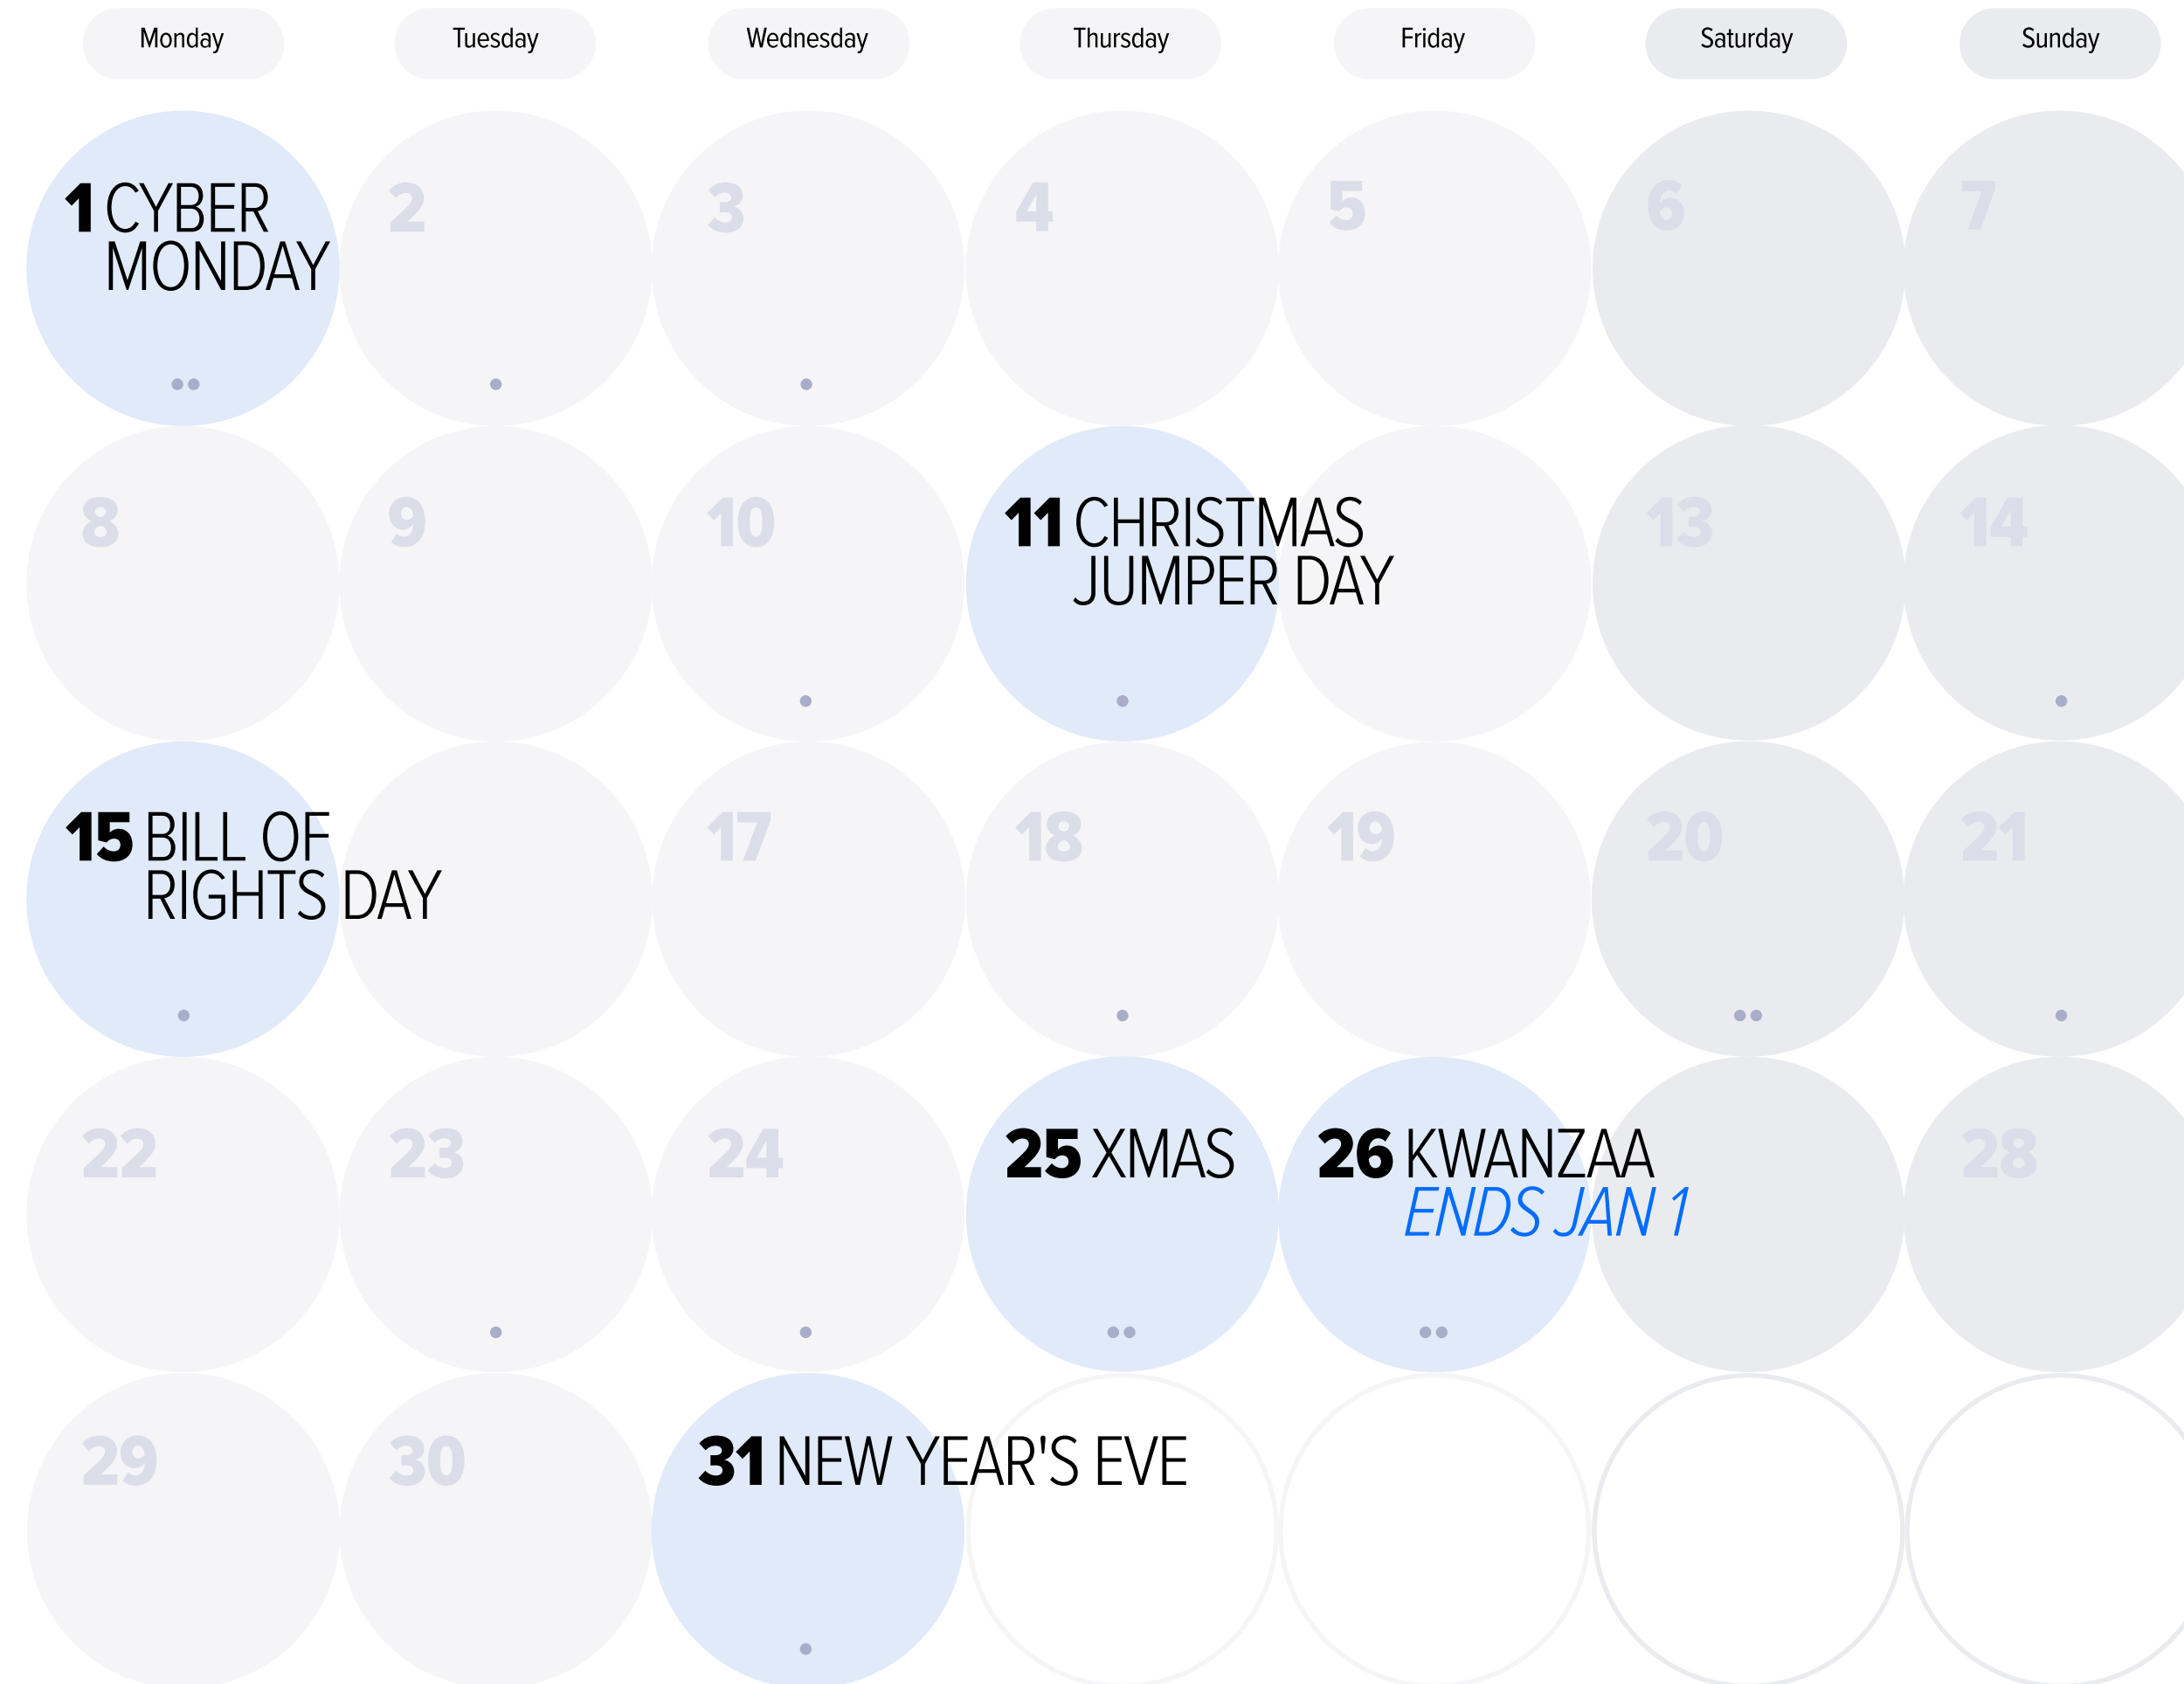 Monday Tuesday Wednesday Thursday Friday Saturday Sunday
1 CYBER MONDAY 2 3 4 5 6 7
8 9 10 11 CHRISTMAS JUMPER DAY 13 14
15 BILL OF RIGHTS DAY 17 18 19 20 21
22 23 24 25 XMAS 26 KWANZAA ENDS JAN 1 28
29 30 31 NEW YEAR'S EVE